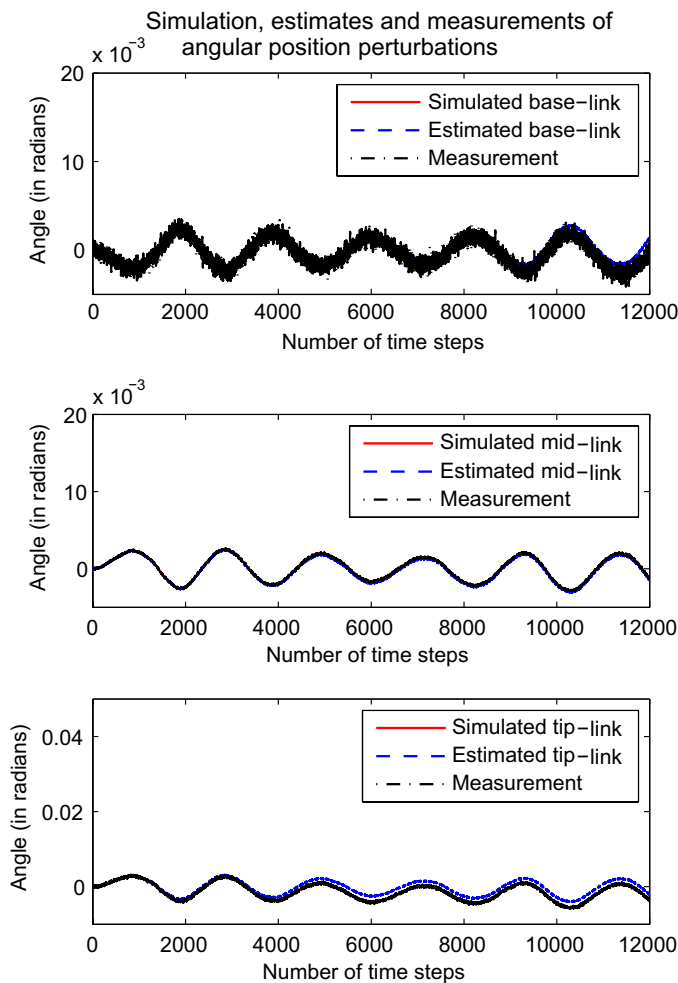 Simulation, estimates and measurements of
angular position perturbations
x 10−3
20
10
0
Angle (in radians)
Simulated base−link
Estimated base−link
Measurement
0 2000 4000 6000 8000 10000 12000
Number of time steps
x 10−3
20
10
0
Angle (in radians)
Simulated mid−link
Estimated mid−link
Measurement
0 2000 4000 6000 8000 10000 12000
Number of time steps
0.04
0.02
0
Angle (in radians)
Simulated tip−link
Estimated tip−link
Measurement
0 2000 4000 6000 8000 10000 12000
Number of time steps